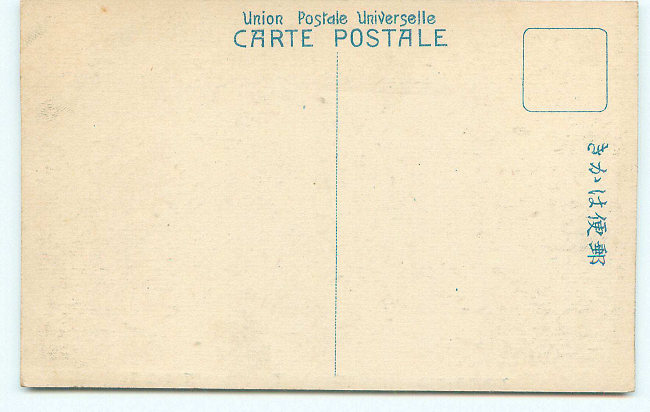 Union Postale Universelle
CARTE POSTALE
郵便はかき